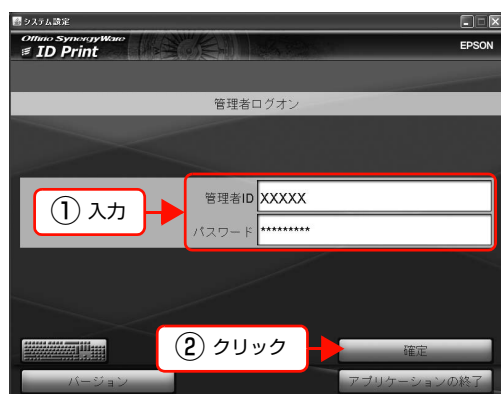 システム設定
Offirio SynergyWare
ID Print
EPSON
管理者ログオン
① 入力
管理者ID XXXXX
パスワード *********
② クリック
確定
バージョン
アプリケーションの終了